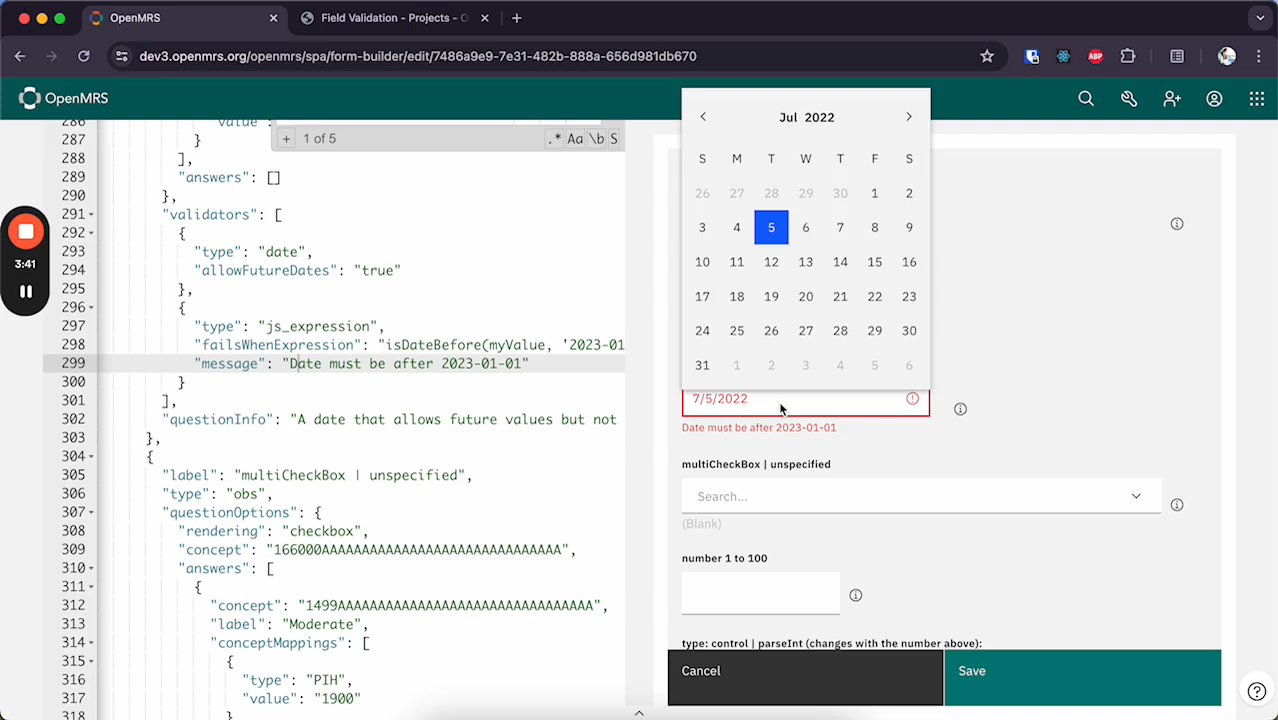 OpenMRS
Field Validation - Projects - O
dev3.openmrs.org/openmrs/spa/form-builder/edit/7486a9e9-7e31-482b-888a-656d981db670
ABP
OpenMRS
286 "value":
+ 1 of 5 .* Aa \b S
287 }
288 ],
289 "answers": []
290 },
291 "validators": [
292 {
293 "type": "date",
294 "allowFutureDates": "true"
295 },
296 {
297 "type": "js_expression",
298 "failsWhenExpression": "isDateBefore(myValue, '2023-01
299 "message": "Date must be after 2023-01-01"
300 }
301 ],
302 "questionInfo": "A date that allows future values but not
303 },
304 {
305 "label": "multiCheckBox | unspecified",
306 "type": "obs",
307 "questionOptions": {
308 "rendering": "checkbox",
309 "concept": "166000AAAAAAAAAAAAAAAAAAAAAAAAAAAAAA",
310 "answers": [
311 {
312 "concept": "1499AAAAAAAAAAAAAAAAAAAAAAAAAAAAAAAA",
313 "label": "Moderate",
314 "conceptMappings": [
315 {
316 "type": "PIH",
317 "value": "1900"
318 }
3:41
Jul 2022
S M T W T F S
26 27 28 29 30 1 2
3 4 5 6 7 8 9
10 11 12 13 14 15 16
17 18 19 20 21 22 23
24 25 26 27 28 29 30
31 1 2 3 4 5 6
7/5/2022
Date must be after 2023-01-01
multiCheckBox | unspecified
Search...
(Blank)
number 1 to 100
type: control | parseInt (changes with the number above):
Cancel
Save